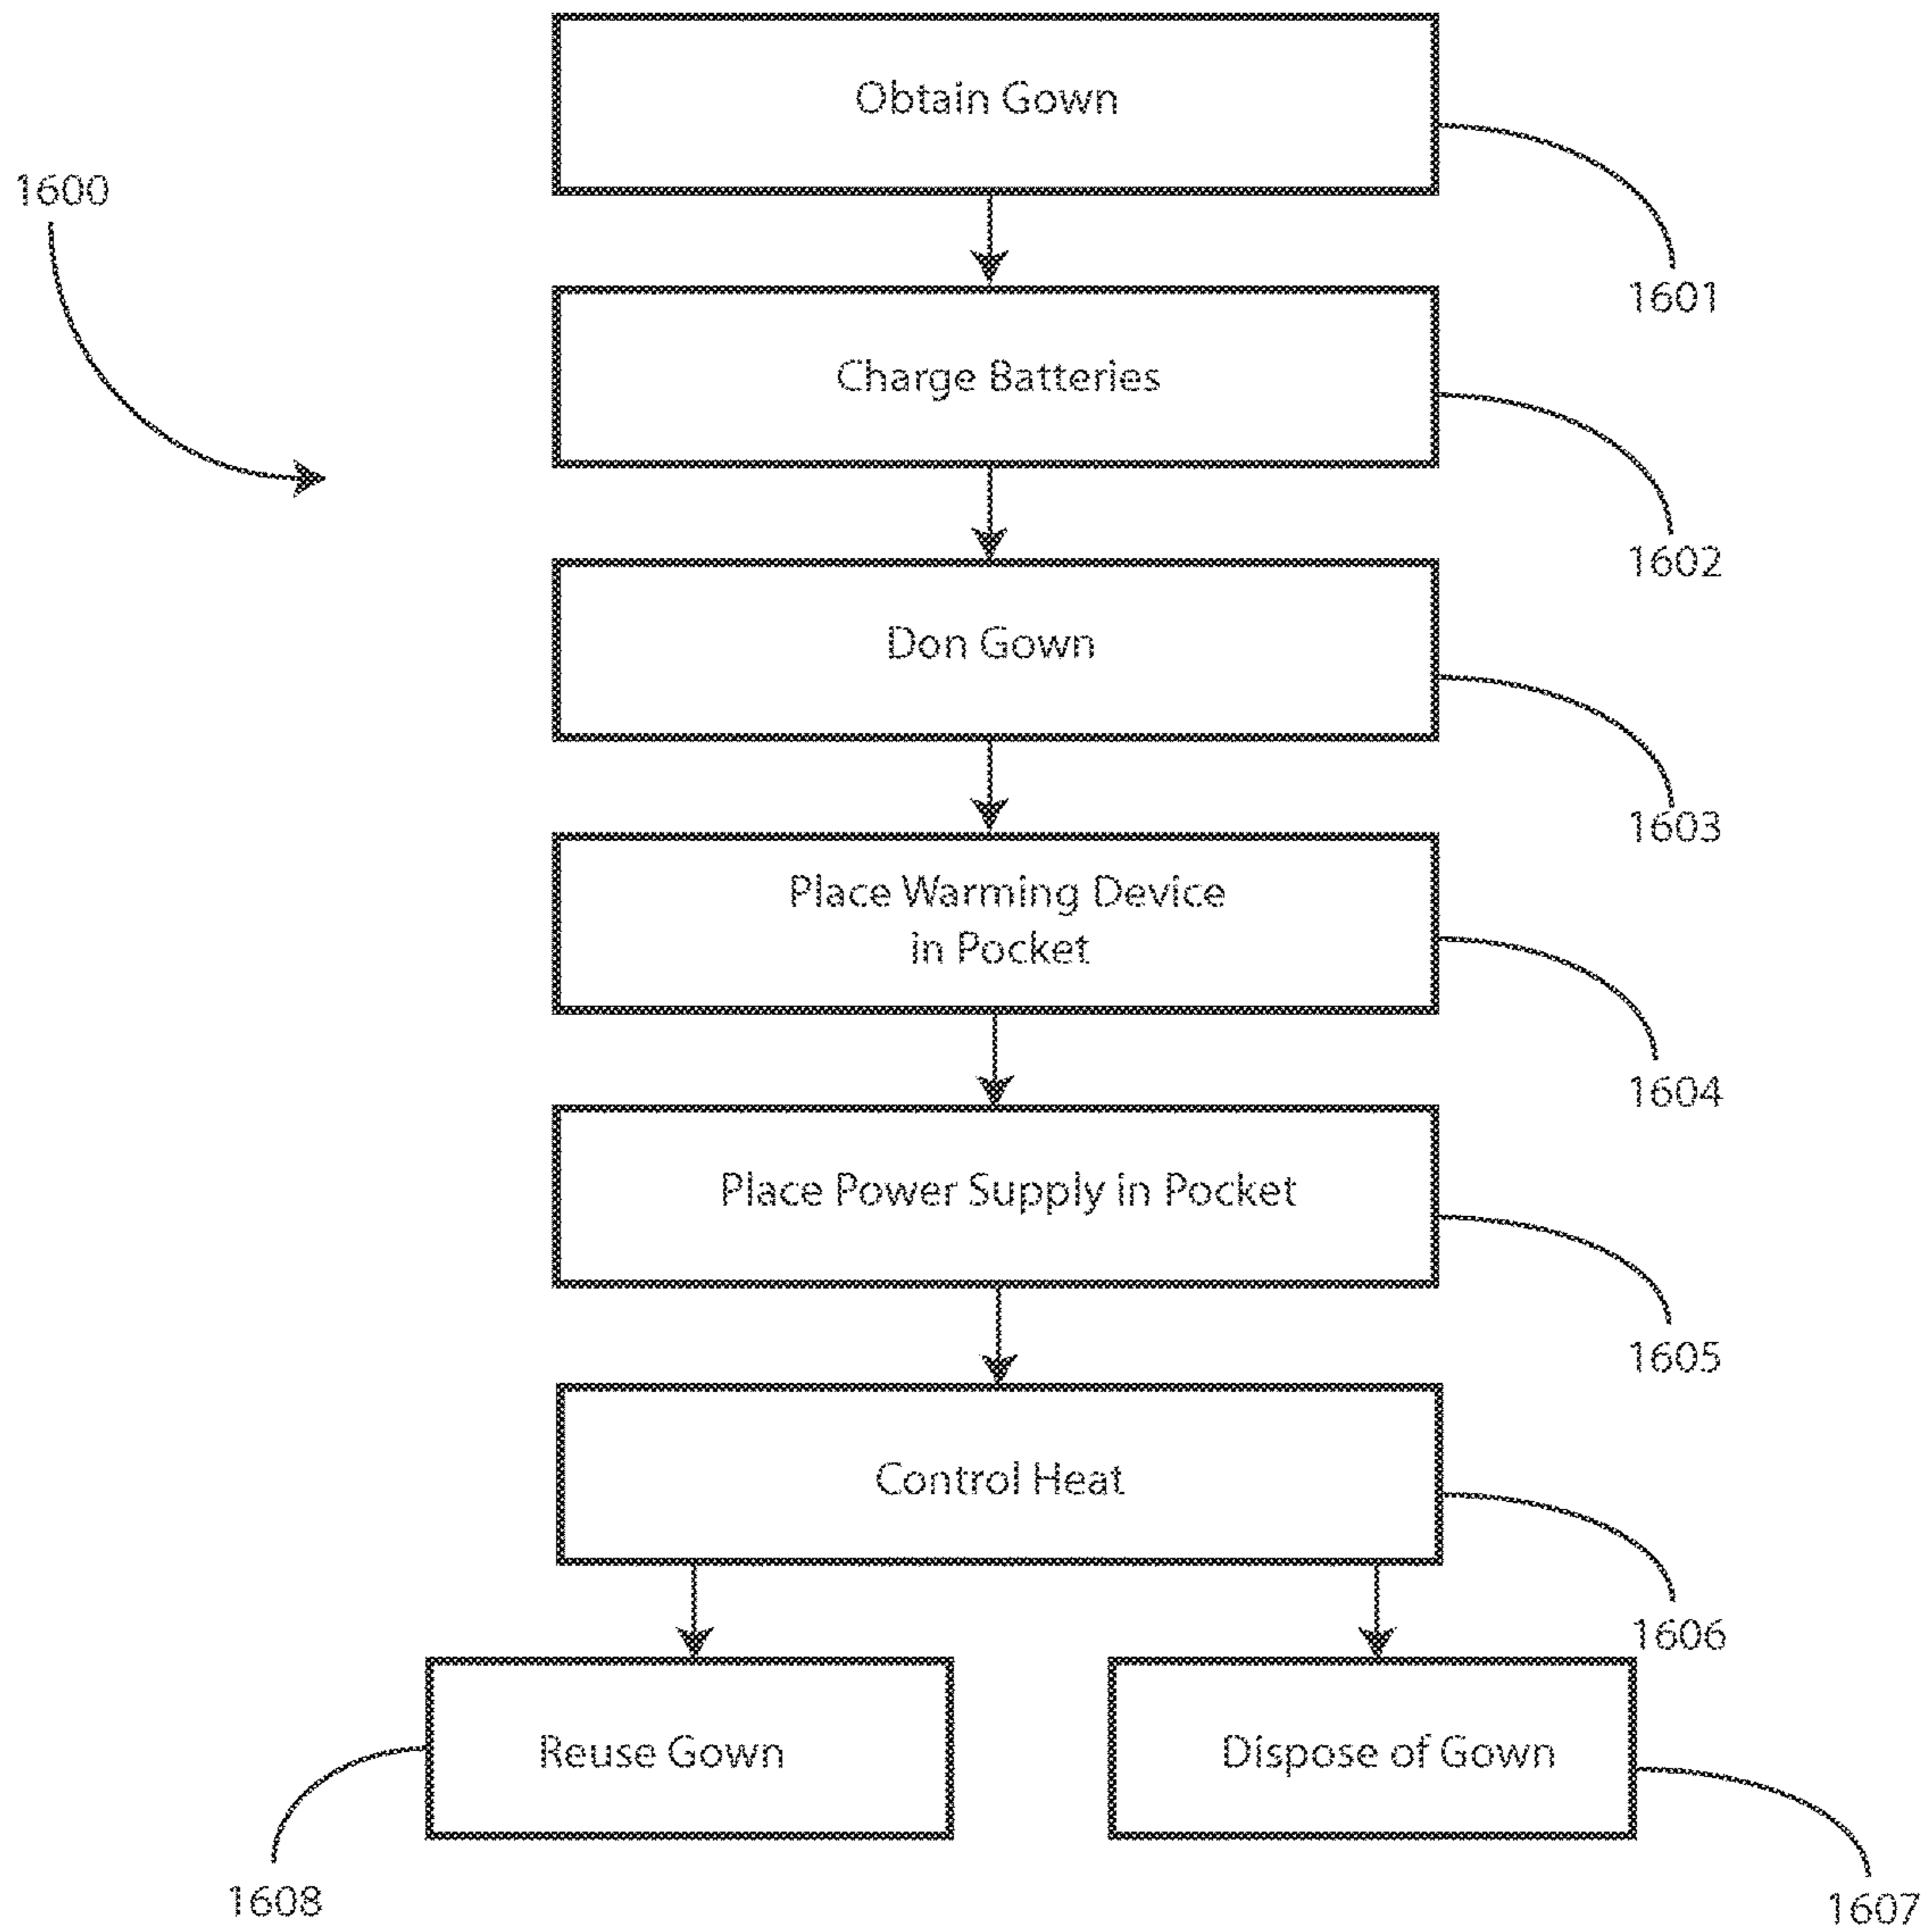 Obtain Gown
1600
1601
Charge Batteries
1602
Don Gown
1603
Place Warming Device
in Pocket
1604
Place Power Supply in Pocket
1605
Control Heat
1606
Reuse Gown
Dispose of Gown
1608
1607